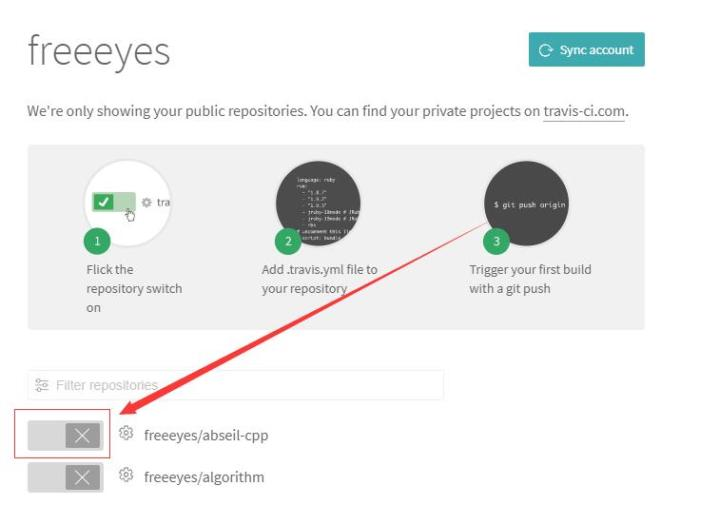 freeeyes
Sync account
We're only showing your public repositories. You can find your private projects on travis-ci.com.
tra
1
Flick the
repository switch
on
language: ruby
2
Add .travis.yml file to
your repository
$ git push origin
3
Trigger your first build
with a git push
Filter repositories
freeeyes/abseil-cpp
freeeyes/algorithm